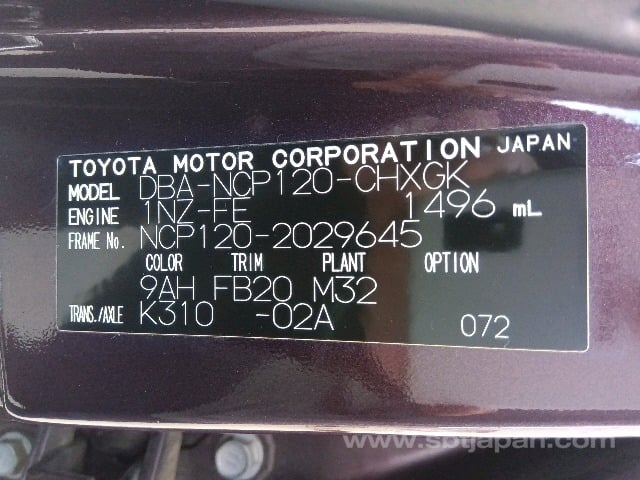 TOYOTA MOTOR CORPORATION JAPAN
MODEL DBA-NCP120-CHXGK
ENGINE 1NZ-FE 1496 mL
FRAME No. NCP120-2029645
COLOR TRIM PLANT OPTION
9AH FB20 M32
TRANS./AXLE K310 -02A 072
www.sbtjapan.com